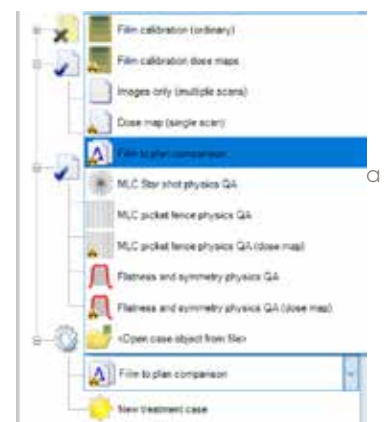 Film calibration (ordinary)
Film calibration dose maps
Images only (multiple scans)
Dose map (single scan)
Film to plan comparison
a
MLC Star shot physics QA
MLC picket fence physics QA
MLC picket fence physics QA (dose map)
Flatness and symmetry physics QA
Flatness and symmetry physics QA (dose map)
<Open case object from file>
Film to plan comparison
New treatment case